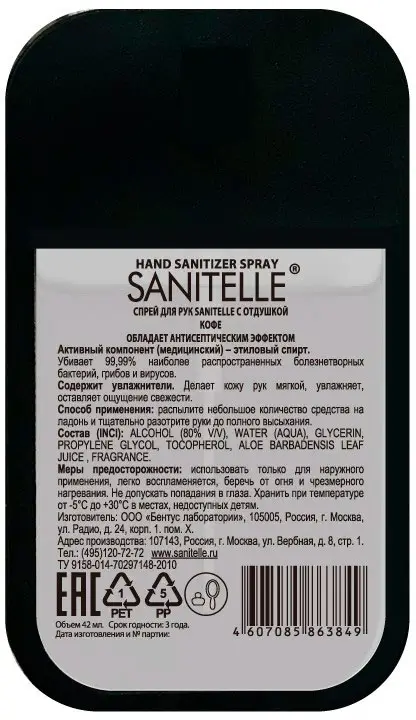 HAND SANITIZER SPRAY
SANITELLE®
СПРЕЙ ДЛЯ РУК SANITELLE С ОТДУШКОЙ
КОФЕ
ОБЛАДАЕТ АНТИСЕПТИЧЕСКИМ ЭФФЕКТОМ
Активный компонент (медицинский) – этиловый спирт.
Убивает 99,99% наиболее распространенных болезнетворных
бактерий, грибов и вирусов.
Содержит увлажнители. Делает кожу рук мягкой, увлажняет,
оставляет ощущение свежести.
Способ применения: распылите небольшое количество средства на
ладонь и тщательно разотрите руки до полного высыхания.
Состав (INCI): ALCOHOL (80% V/V), WATER (AQUA), GLYCERIN,
PROPYLENE GLYCOL, TOCOPHEROL, ALOE BARBADENSIS LEAF
JUICE , FRAGRANCE.
Меры предосторожности: использовать только для наружного
применения, легко воспламеняется, беречь от огня и чрезмерного
нагревания. Не допускать попадания в глаза. Хранить при температуре
от -5°С до +30°С в местах, недоступных детям.
Изготовитель: ООО «Бентус лаборатории», 105005, Россия, г. Москва,
ул. Радио, д. 24, корп. 1. пом. X.
Адрес производства: 107143, Россия, г. Москва, ул. Вербная, д. 8, стр. 1.
Тел.: (495)120-72-72 www.sanitelle.ru
ТУ 9158-014-70297148-2010
EAC 1 PET 5 PP
Объем 42 мл. Срок годности: 3 года.
Дата изготовления и № партии:
4 607085 863849